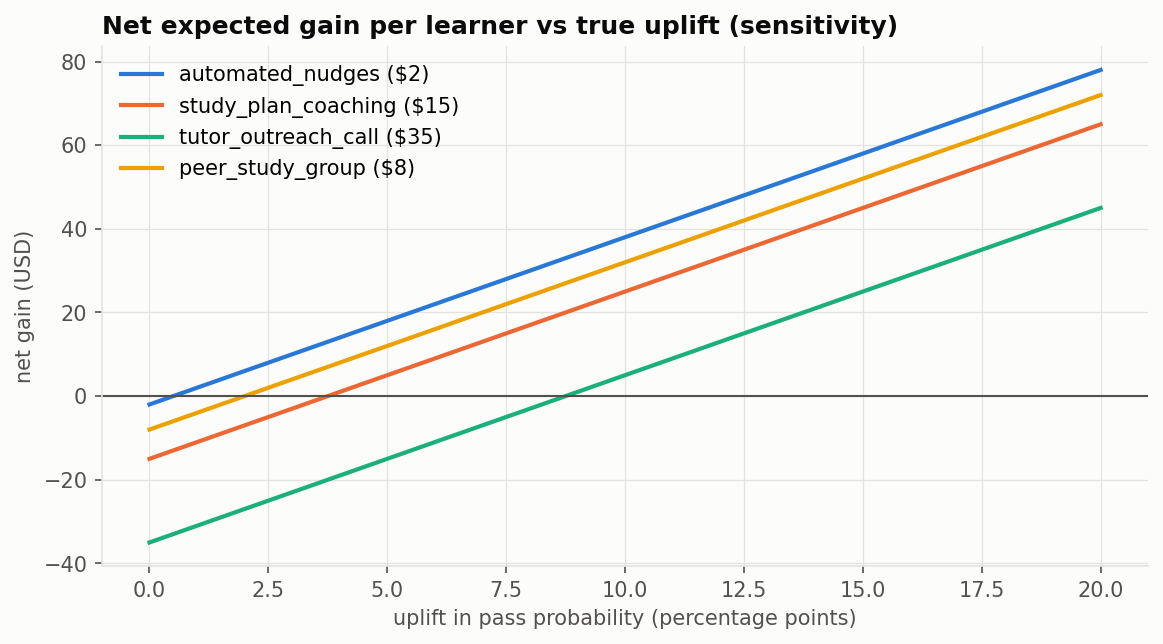 Net expected gain per learner vs true uplift (sensitivity)
automated_nudges ($2)
study_plan_coaching ($15)
tutor_outreach_call ($35)
peer_study_group ($8)
net gain (USD)
80
60
40
20
0
−20
−40
0.0 2.5 5.0 7.5 10.0 12.5 15.0 17.5 20.0
uplift in pass probability (percentage points)